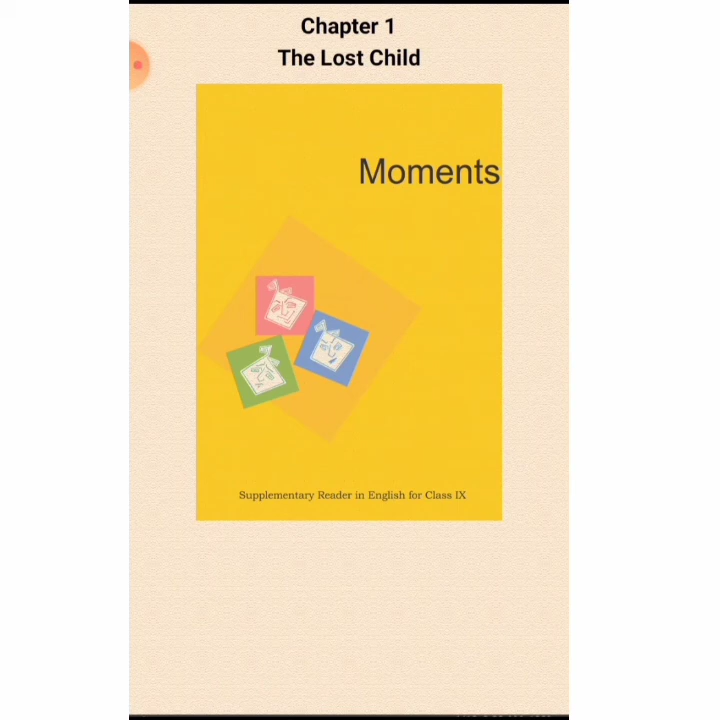 Chapter 1
The Lost Child
Moments
Supplementary Reader in English for Class IX